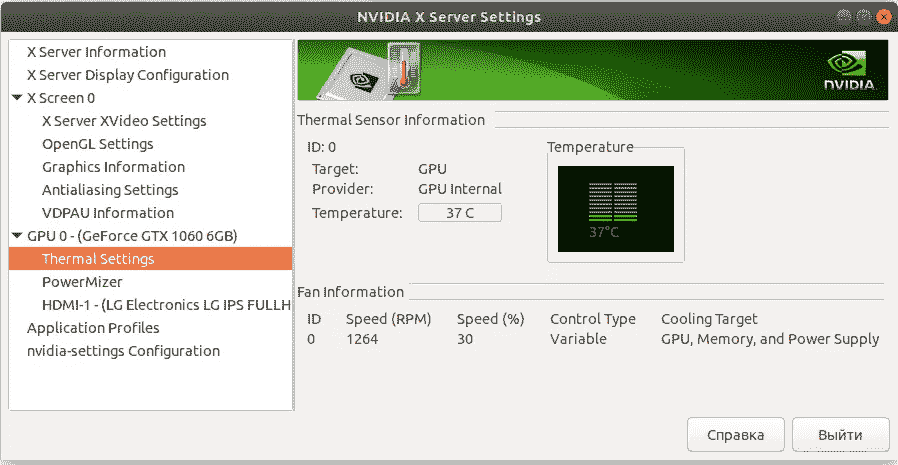 NVIDIA X Server Settings
X Server Information
X Server Display Configuration
X Screen 0
X Server XVideo Settings
OpenGL Settings
Graphics Information
Antialiasing Settings
VDPAU Information
GPU 0 - (GeForce GTX 1060 6GB)
Thermal Settings
PowerMizer
HDMI-1 - (LG Electronics LG IPS FULLH
Application Profiles
nvidia-settings Configuration
NVIDIA.
Thermal Sensor Information
ID: 0
Target: GPU
Provider: GPU Internal
Temperature: 37 C
Temperature
37°C
Fan Information
ID Speed (RPM) Speed (%) Control Type Cooling Target
0 1264 30 Variable GPU, Memory, and Power Supply
Справка Выйти